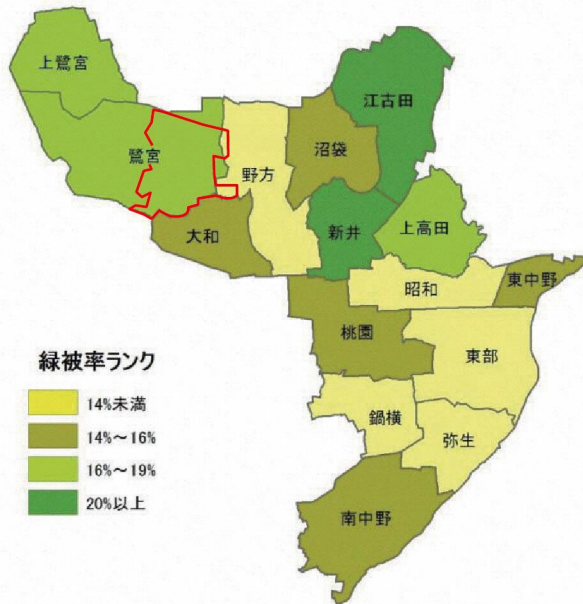 上鷺宮
江古田
沼袋
鷺宮
野方
新井
上高田
大和
昭和
東中野
桃園
東部
緑被率ランク
14%未満
鍋横
弥生
14%～16%
16%～19%
20%以上
南中野